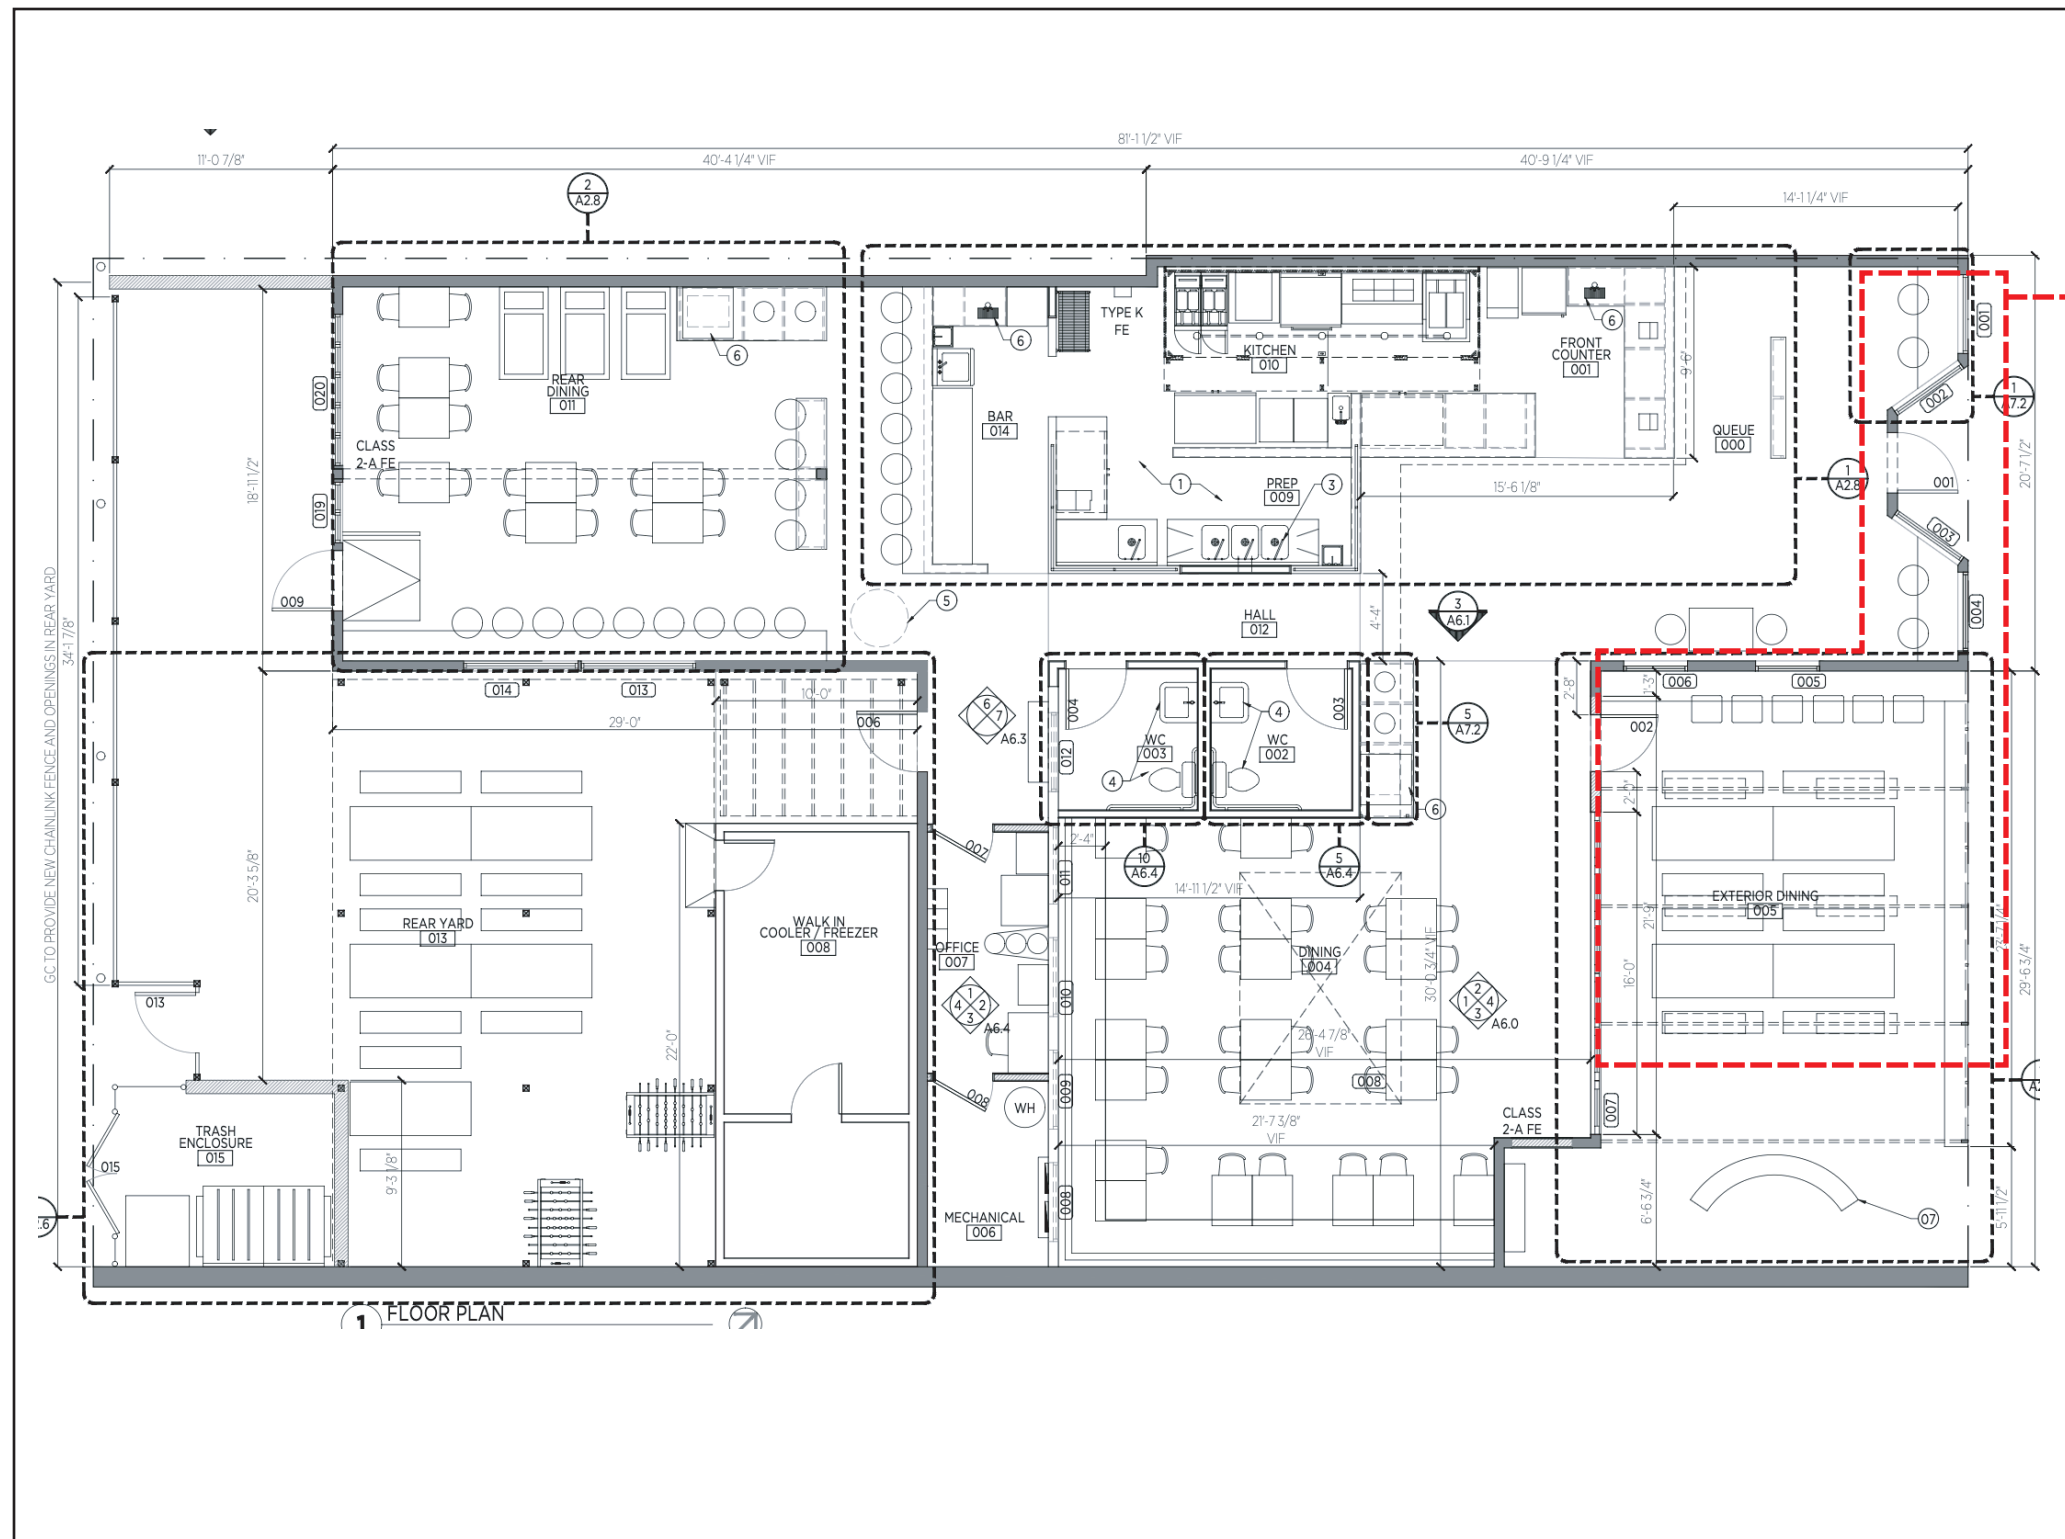 81'-1 1/2" VIF
11'-0 7/8"
40'-4 1/4" VIF
40'-9 1/4" VIF
2
A2.8
14'-1 1/4" VIF
TYPE K
FE
6
6
6
KITCHEN
010
FRONT
COUNTER
001
9'-6"
001
002
1
A7.2
REAR
DINING
011
020
CLASS
2-A FE
BAR
014
QUEUE
000
1
A2.8
18'-11 1/2"
019
1
PREP
009
3
15'-6 1/8"
001
003
20'-7 1/2"
009
5
HALL
012
4'-4"
3
A6.1
004
34'-1 7/8"
GC TO PROVIDE NEW CHAINLINK FENCE AND OPENINGS IN REAR YARD
014
013
10'-0"
29'-0"
006
6
7
A6.3
004
012
WC
003
4
4
WC
002
003
5
A7.2
6
2'-8"
1'-3"
006
005
002
2'-0"
20'-3 5/8"
007
2'-4"
10
A6.4
5
A6.4
011
14'-11 1/2" VIF
REAR YARD
013
WALK IN
COOLER / FREEZER
008
OFFICE
007
DINING
004
30'-0 3/4" VIF
21'-9"
EXTERIOR DINING
005
23'-7 1/4"
29'-6 3/4"
16'-0"
013
1
4
2
3
A6.4
010
2
1
4
3
A6.0
26'-4 7/8"
VIF
22'-0"
008
009
WH
008
007
21'-7 3/8"
VIF
CLASS
2-A FE
TRASH
ENCLOSURE
015
015
9'-3 1/8"
MECHANICAL
006
008
6'-6 3/4"
07
5'-11 1/2"
1
FLOOR PLAN